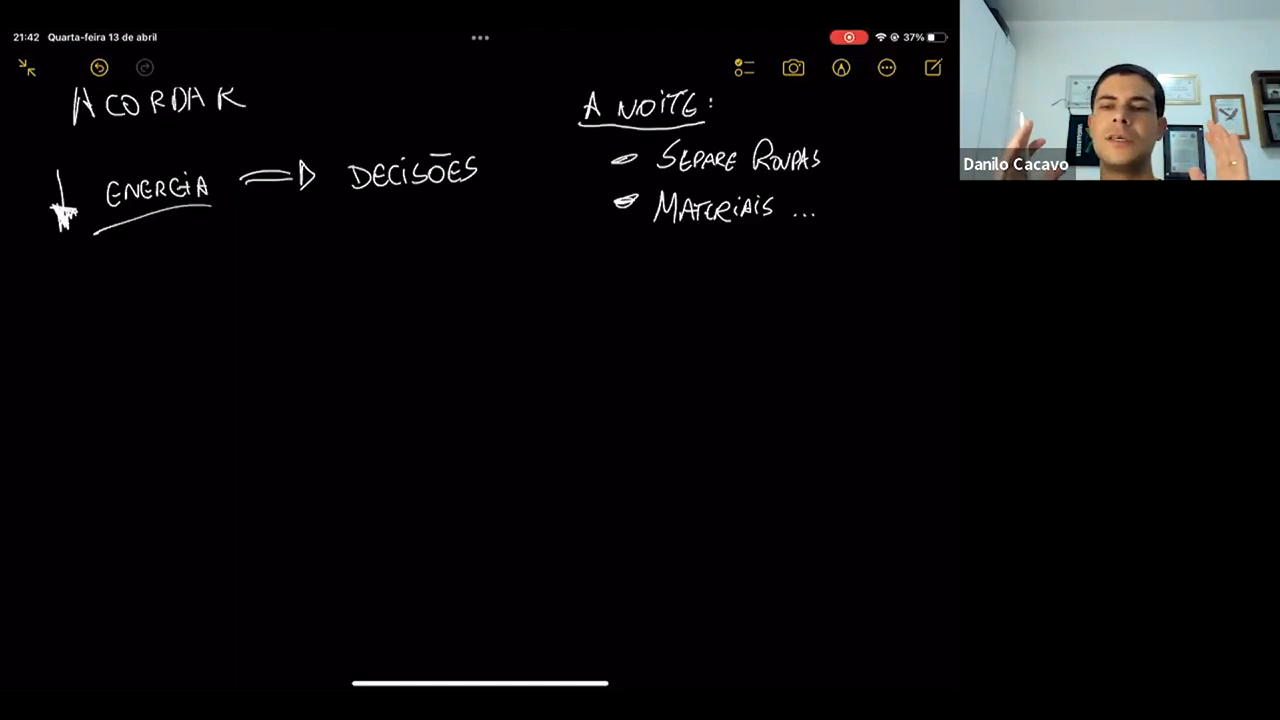 21:42 Quarta-feira 13 de abril
37%
ACORDAR
ENERGIA => DECISÕES
A NOITE:
• SEPARE ROUPAS
• MATERIAIS ...
Danilo Cacavo